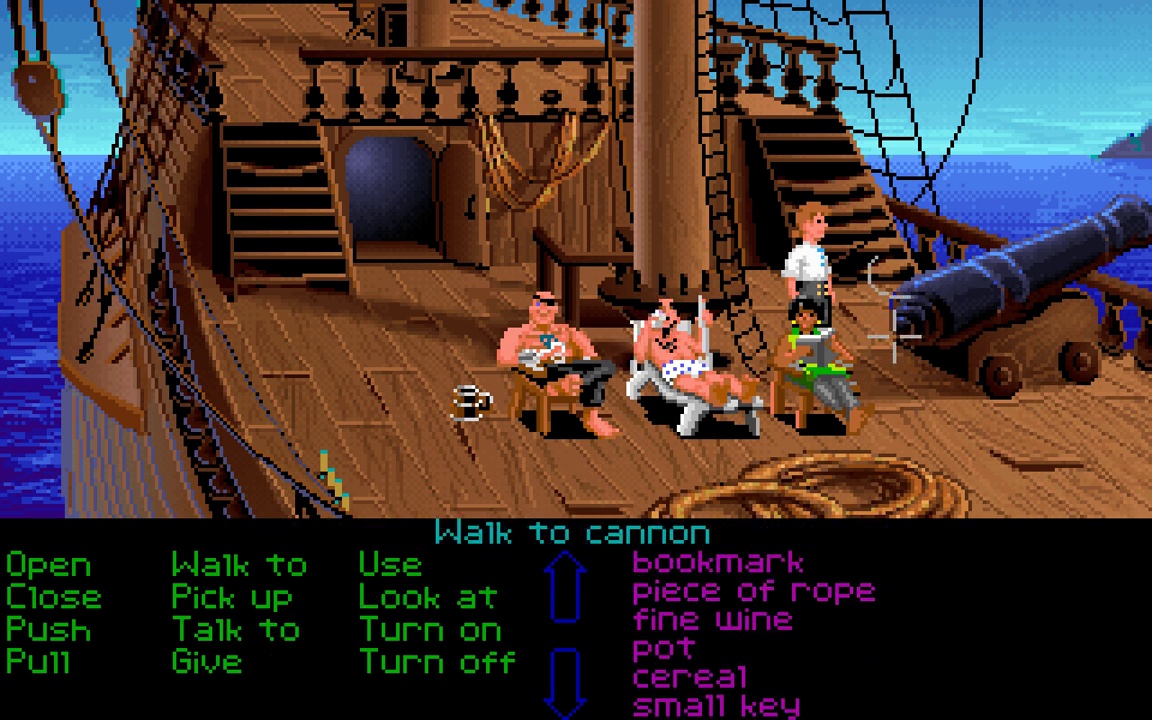 Walk to cannon
Open Walk to Use
Close Pick up Look at
Push Talk to Turn on
Pull Give Turn off
bookmark
piece of rope
fine wine
pot
cereal
small key